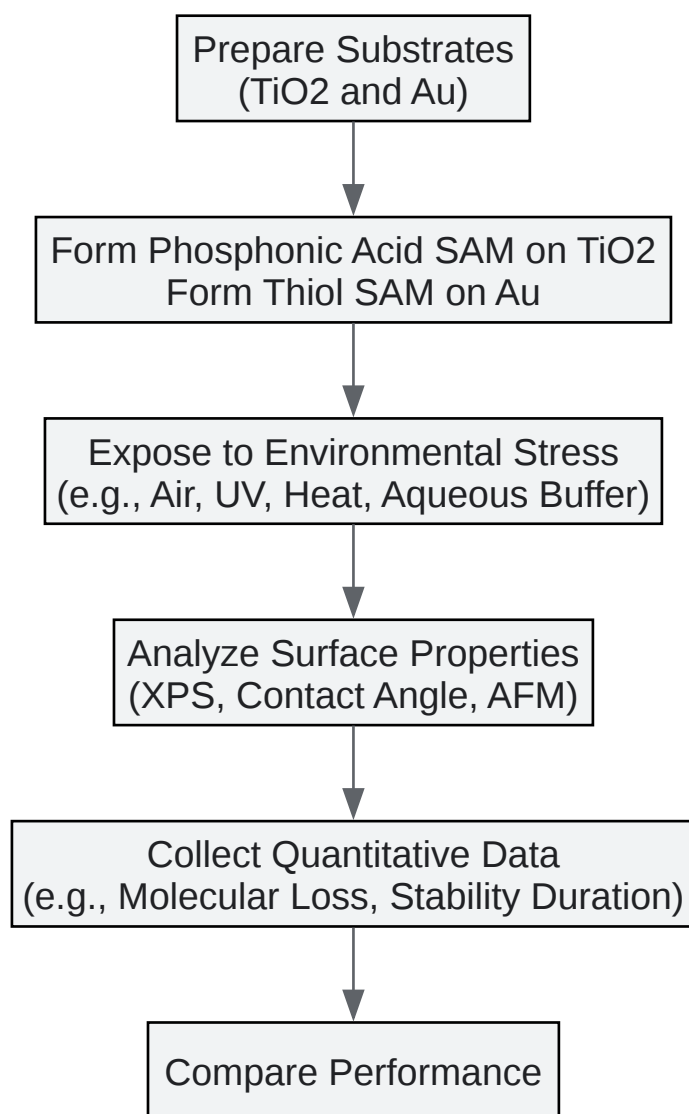 Prepare Substrates
(TiO2 and Au)
Form Phosphonic Acid SAM on TiO2
Form Thiol SAM on Au
Expose to Environmental Stress
(e.g., Air, UV, Heat, Aqueous Buffer)
Analyze Surface Properties
(XPS, Contact Angle, AFM)
Collect Quantitative Data
(e.g., Molecular Loss, Stability Duration)
Compare Performance